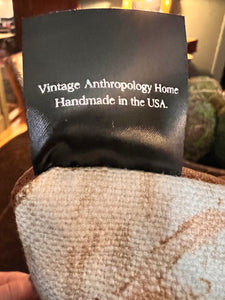 Vintage Anthropology Home
Handmade in the USA.